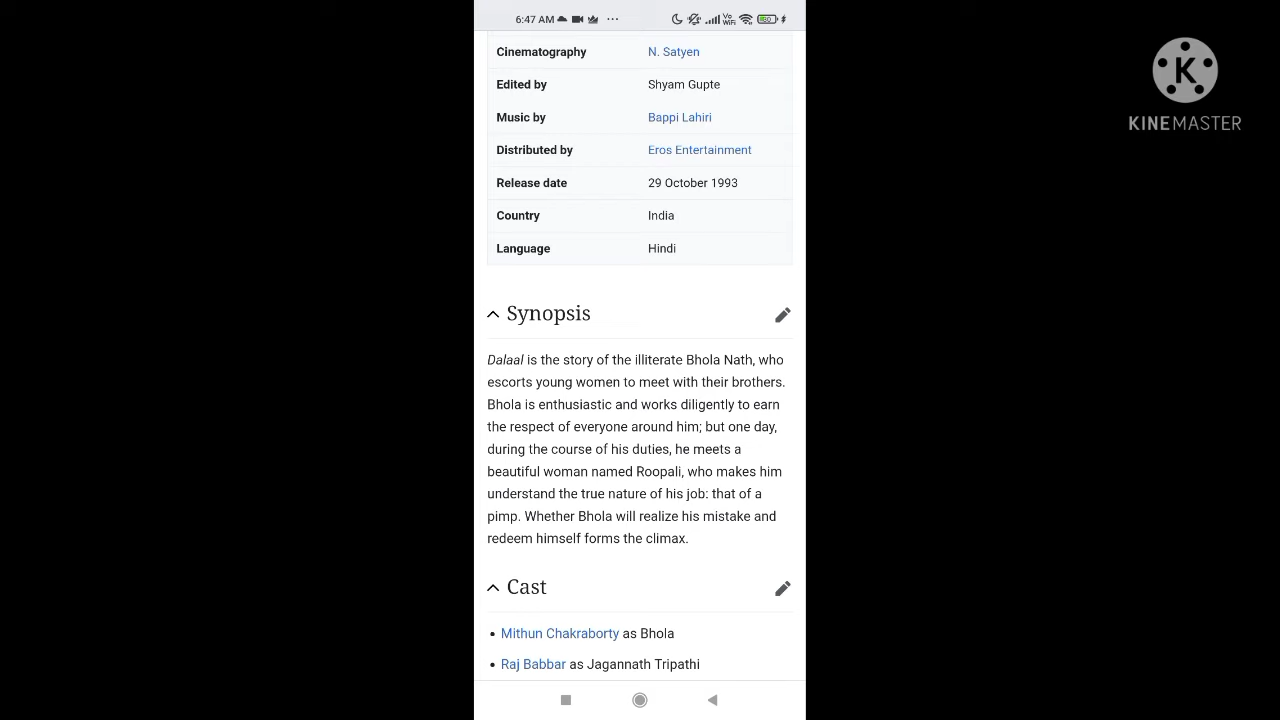 6:47 AM
Vo
WiFi
80
Cinematography N. Satyen
Edited by Shyam Gupte
Music by Bappi Lahiri
Distributed by Eros Entertainment
Release date 29 October 1993
Country India
Language Hindi
K
KINEMASTER
Synopsis
Dalaal is the story of the illiterate Bhola Nath, who
escorts young women to meet with their brothers.
Bhola is enthusiastic and works diligently to earn
the respect of everyone around him; but one day,
during the course of his duties, he meets a
beautiful woman named Roopali, who makes him
understand the true nature of his job: that of a
pimp. Whether Bhola will realize his mistake and
redeem himself forms the climax.
Cast
• Mithun Chakraborty as Bhola
• Raj Babbar as Jagannath Tripathi